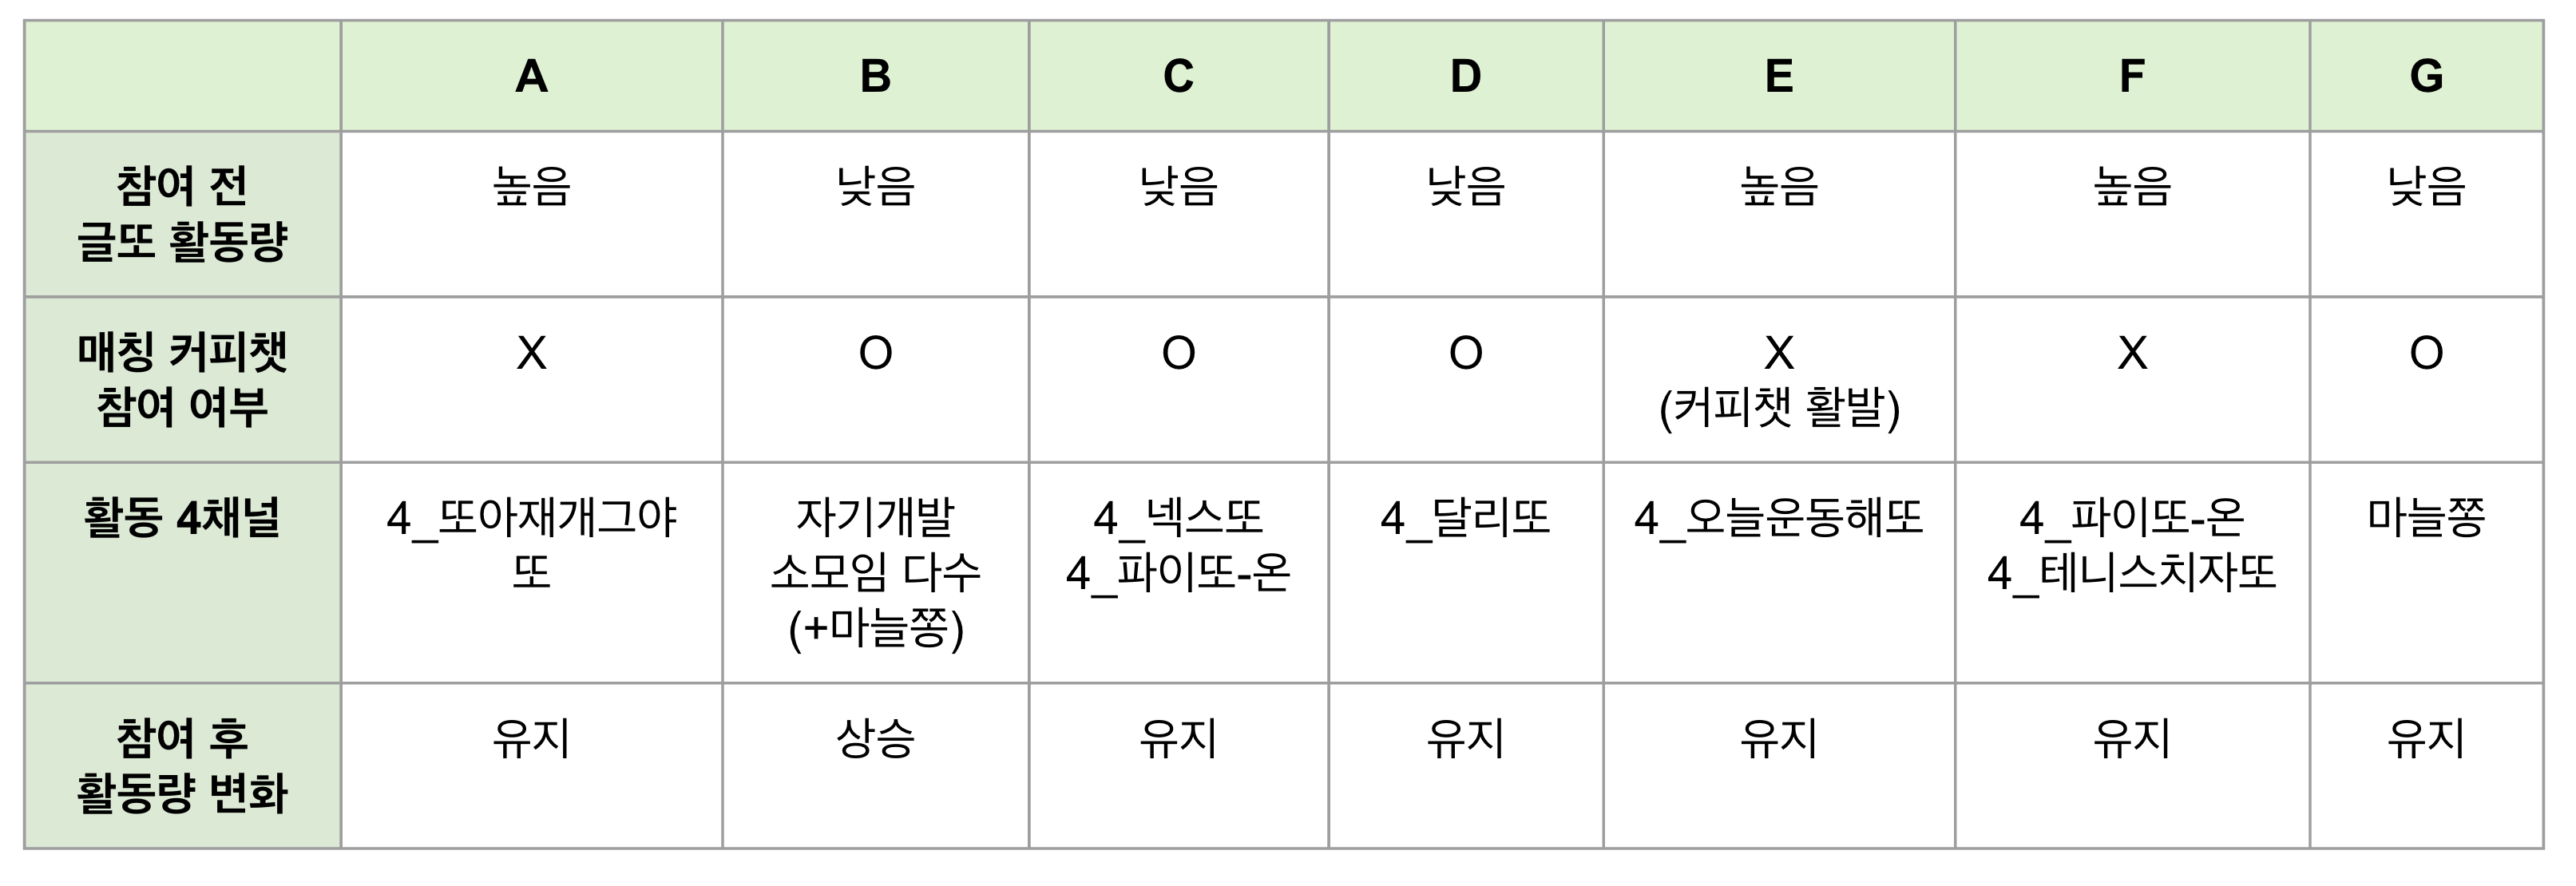 A B C D E F G
참여 전
글또 활동량
높음 낮음 낮음 낮음 높음 높음 낮음
매칭 커피챗
참여 여부
X O O O X X O
(커피챗 활발)
활동 4채널
4_또아재개그야
또
자기개발
소모임 다수
(+마늘쫑)
4_넥스또
4_파이또-온
4_달리또
4_오늘운동해또
4_파이또-온
4_테니스치자또
마늘쫑
참여 후
활동량 변화
유지 상승 유지 유지 유지 유지 유지